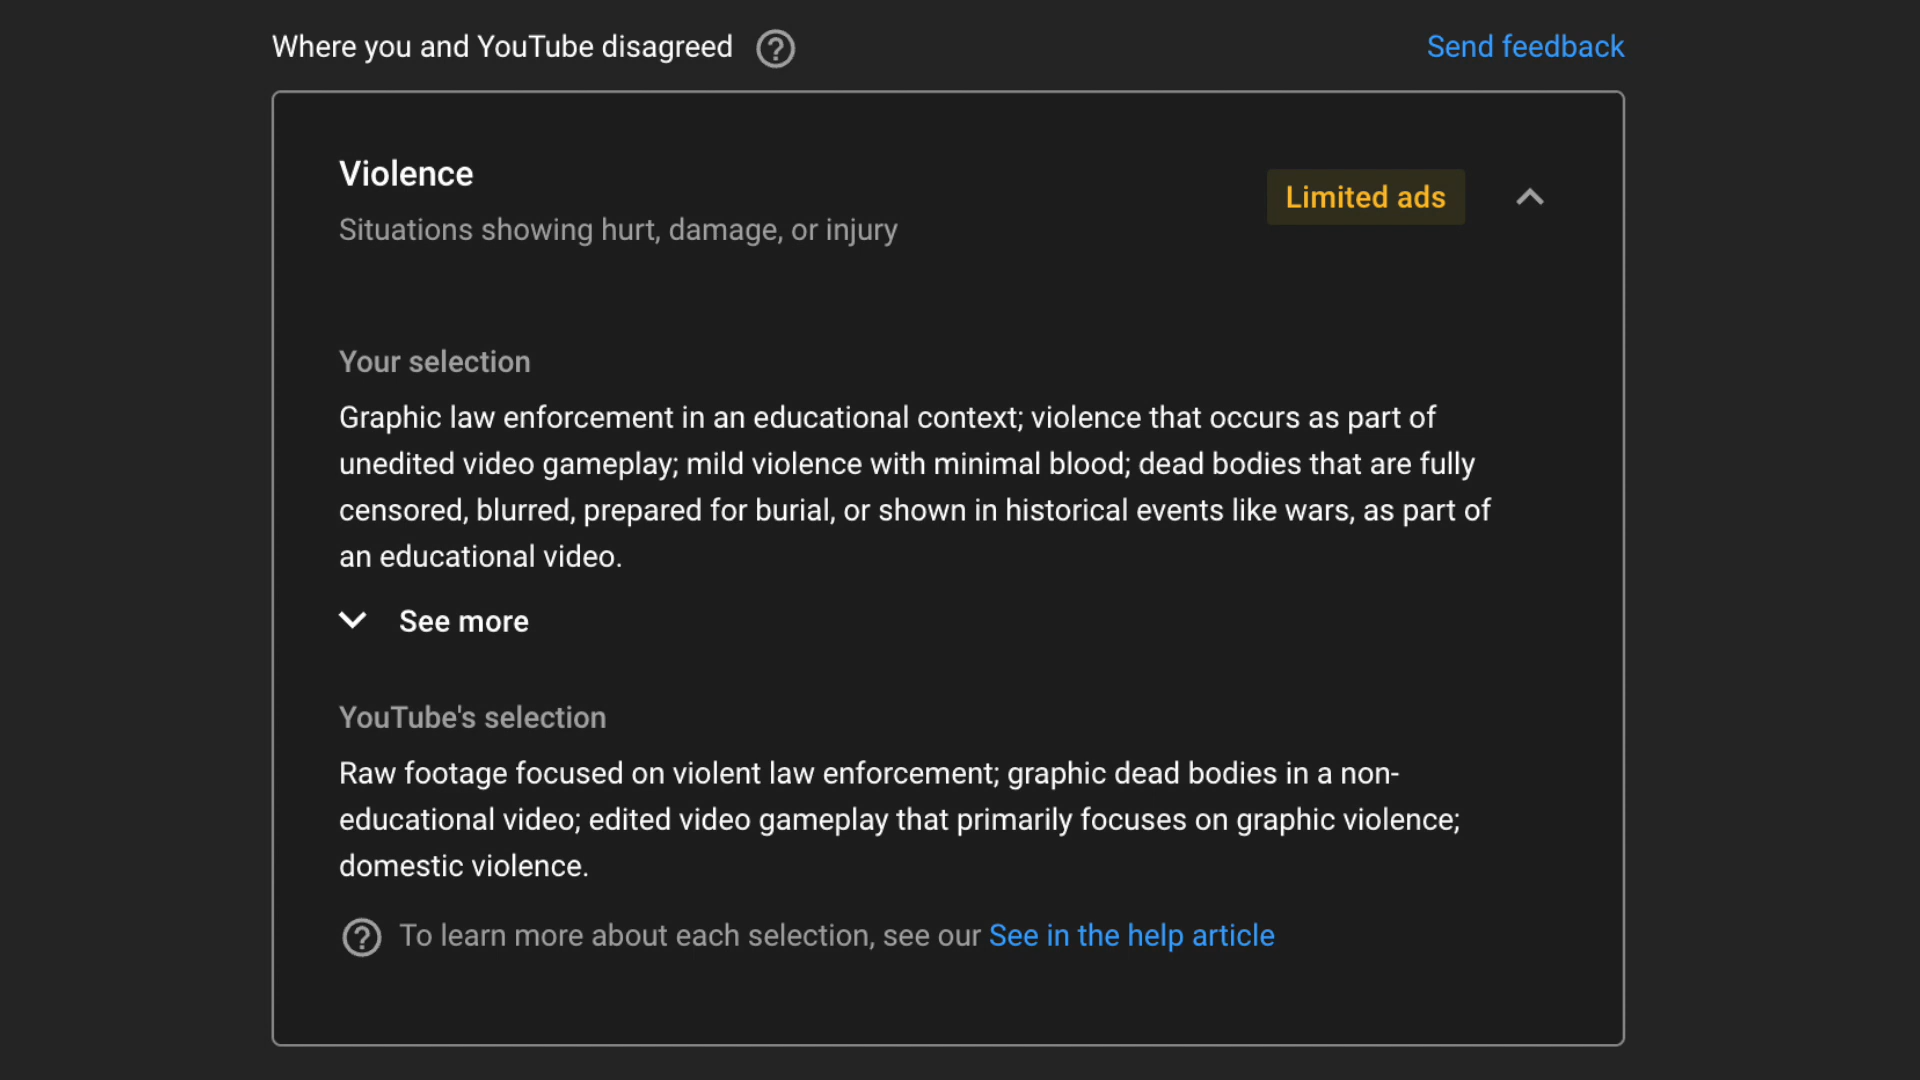 Where you and YouTube disagreed
Send feedback
Violence
Limited ads
Situations showing hurt, damage, or injury
Your selection
Graphic law enforcement in an educational context; violence that occurs as part of
unedited video gameplay; mild violence with minimal blood; dead bodies that are fully
censored, blurred, prepared for burial, or shown in historical events like wars, as part of
an educational video.
See more
YouTube's selection
Raw footage focused on violent law enforcement; graphic dead bodies in a non-
educational video; edited video gameplay that primarily focuses on graphic violence;
domestic violence.
To learn more about each selection, see our See in the help article